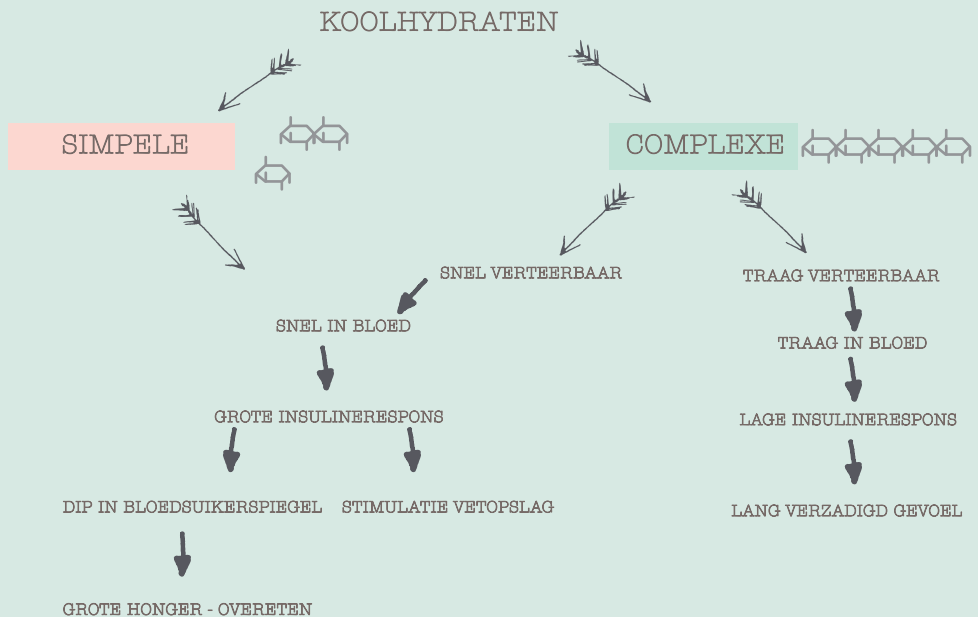 KOOLHYDRATEN
SIMPELE
COMPLEXE
SNEL VERTEERBAAR
TRAAG VERTEERBAAR
SNEL IN BLOED
TRAAG IN BLOED
GROTE INSULINERESPONS
LAGE INSULINERESPONS
DIP IN BLOEDSUIKERSPIEGEL
STIMULATIE VETOPSLAG
LANG VERZADIGD GEVOEL
GROTE HONGER - OVERETEN